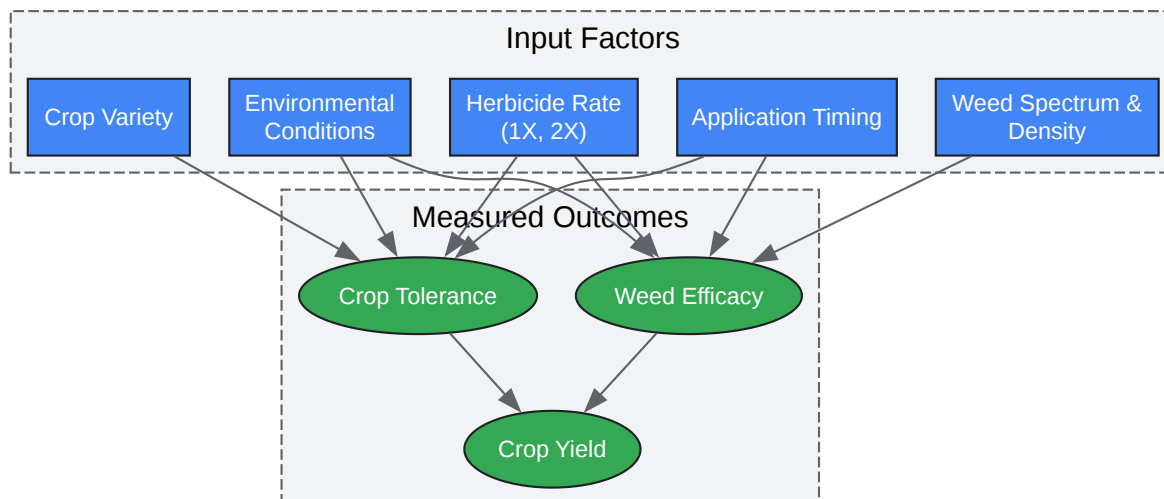 Input Factors
Crop Variety
Environmental
Conditions
Herbicide Rate
(1X, 2X)
Application Timing
Weed Spectrum &
Density
Measured Outcomes
Crop Tolerance
Weed Efficacy
Crop Yield